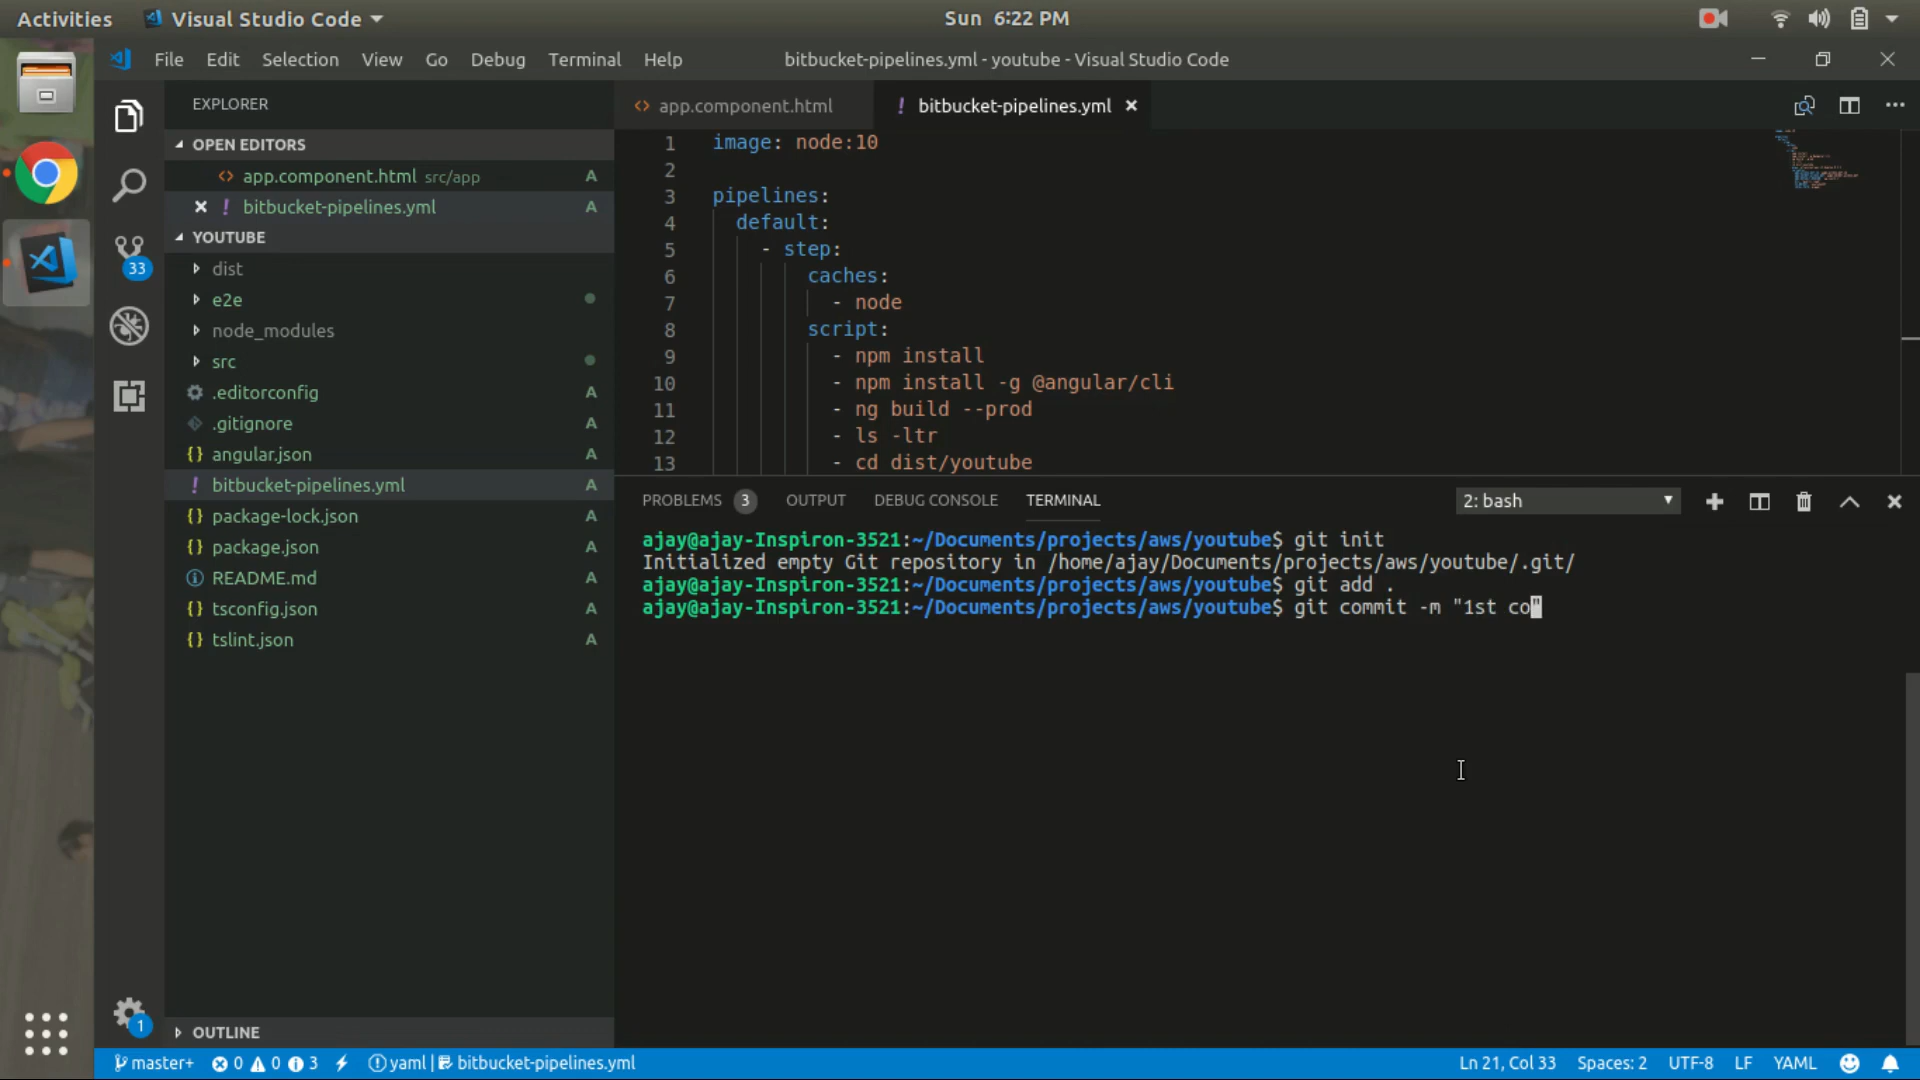 Activities
Visual Studio Code
Sun 6:22 PM
File Edit Selection View Go Debug Terminal Help
bitbucket-pipelines.yml - youtube - Visual Studio Code
EXPLORER
OPEN EDITORS
app.component.html src/app A
bitbucket-pipelines.yml A
YOUTUBE
dist
e2e
node_modules
src
.editorconfig A
.gitignore A
angular.json A
bitbucket-pipelines.yml A
package-lock.json A
package.json A
README.md A
tsconfig.json A
tslint.json A
OUTLINE
33
1
app.component.html
bitbucket-pipelines.yml
1 image: node:10
2
3 pipelines:
4 default:
5 - step:
6 caches:
7 - node
8 script:
9 - npm install
10 - npm install -g @angular/cli
11 - ng build --prod
12 - ls -ltr
13 - cd dist/youtube
PROBLEMS 3 OUTPUT DEBUG CONSOLE TERMINAL
2: bash
ajay@ajay-Inspiron-3521:~/Documents/projects/aws/youtube$ git init
Initialized empty Git repository in /home/ajay/Documents/projects/aws/youtube/.git/
ajay@ajay-Inspiron-3521:~/Documents/projects/aws/youtube$ git add .
ajay@ajay-Inspiron-3521:~/Documents/projects/aws/youtube$ git commit -m "1st co"
master+ 0 0 3 yaml | bitbucket-pipelines.yml
Ln 21, Col 33 Spaces: 2 UTF-8 LF YAML